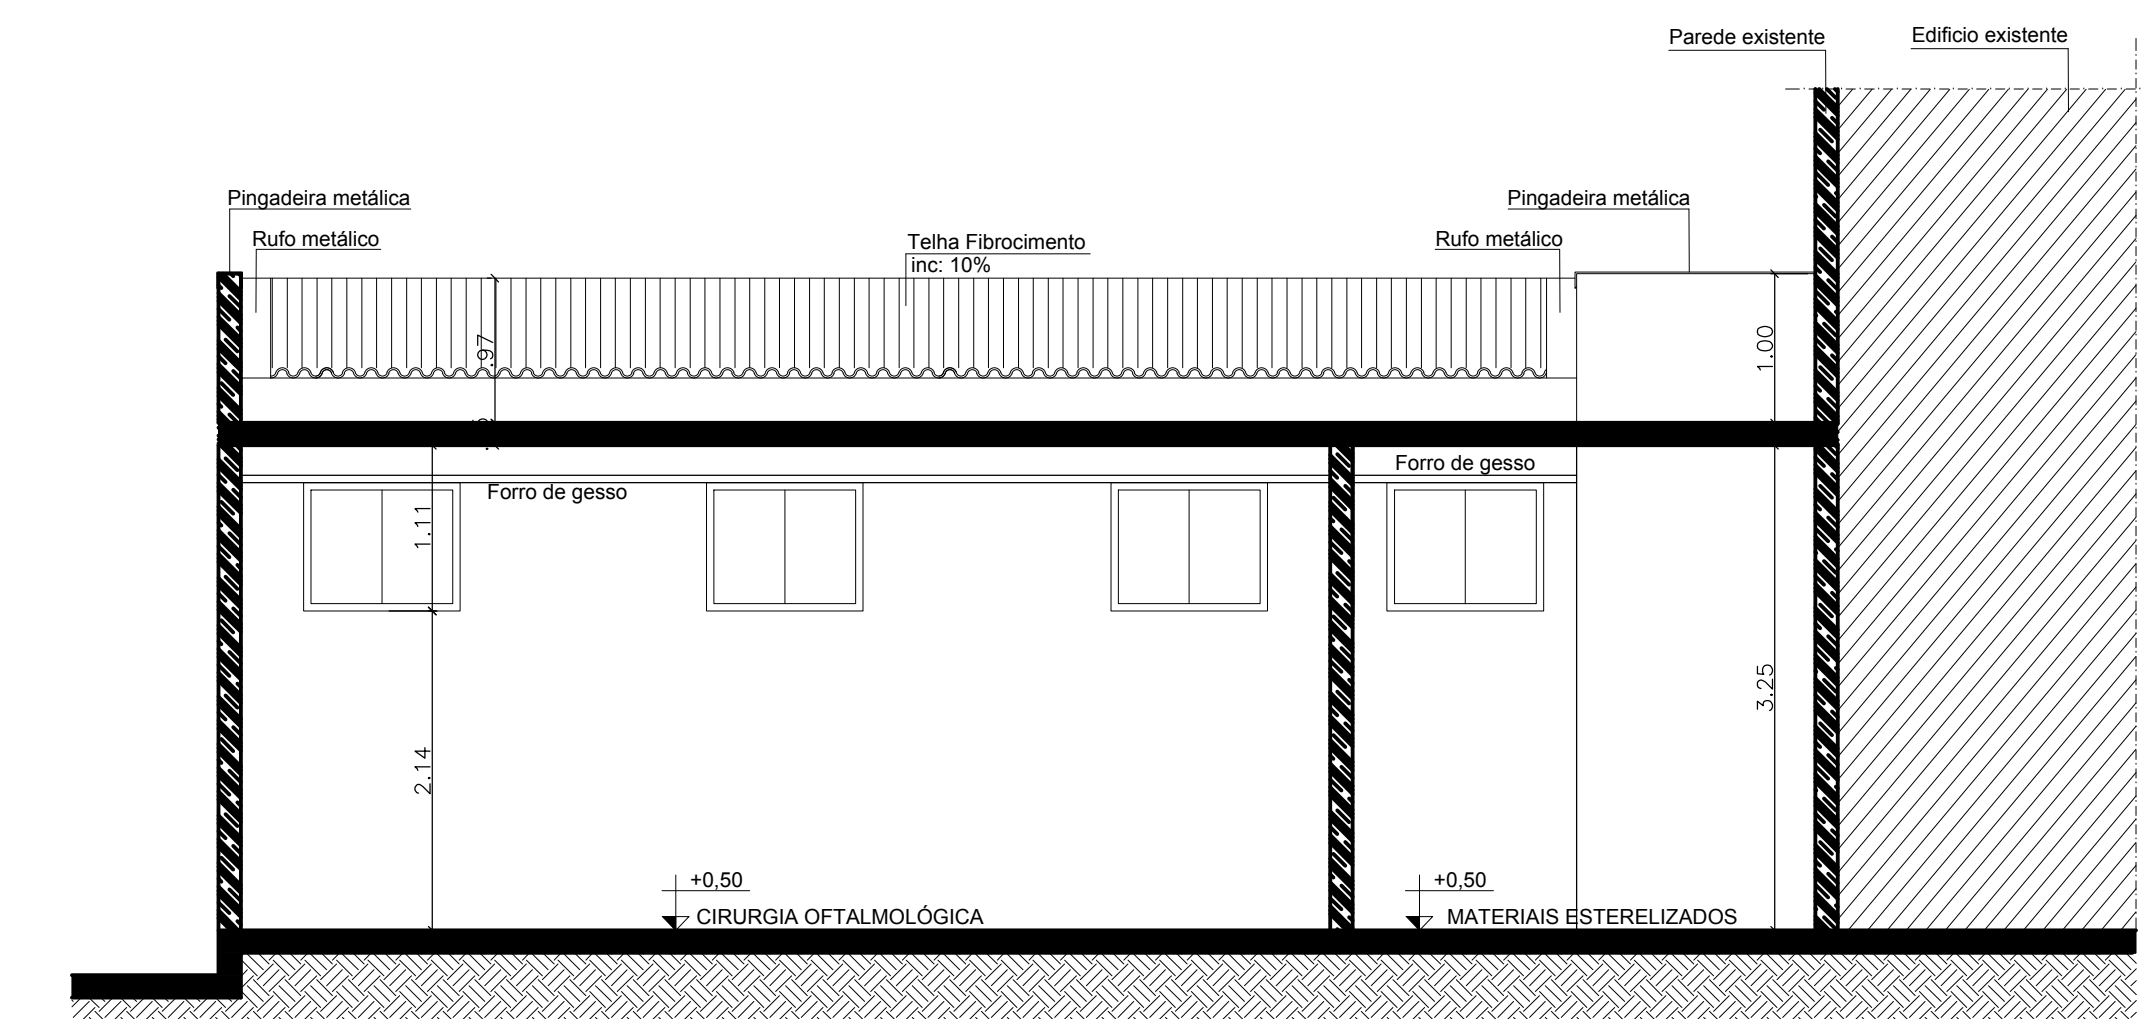 Parede existente
Edificio existente
Pingadeira metálica
Pingadeira metálica
Rufo metálico
Telha Fibrocimento
inc: 10%
Rufo metálico
.97
1.00
Forro de gesso
Forro de gesso
1.11
3.25
2.14
+0,50
+0,50
CIRURGIA OFTALMOLÓGICA
MATERIAIS ESTERELIZADOS